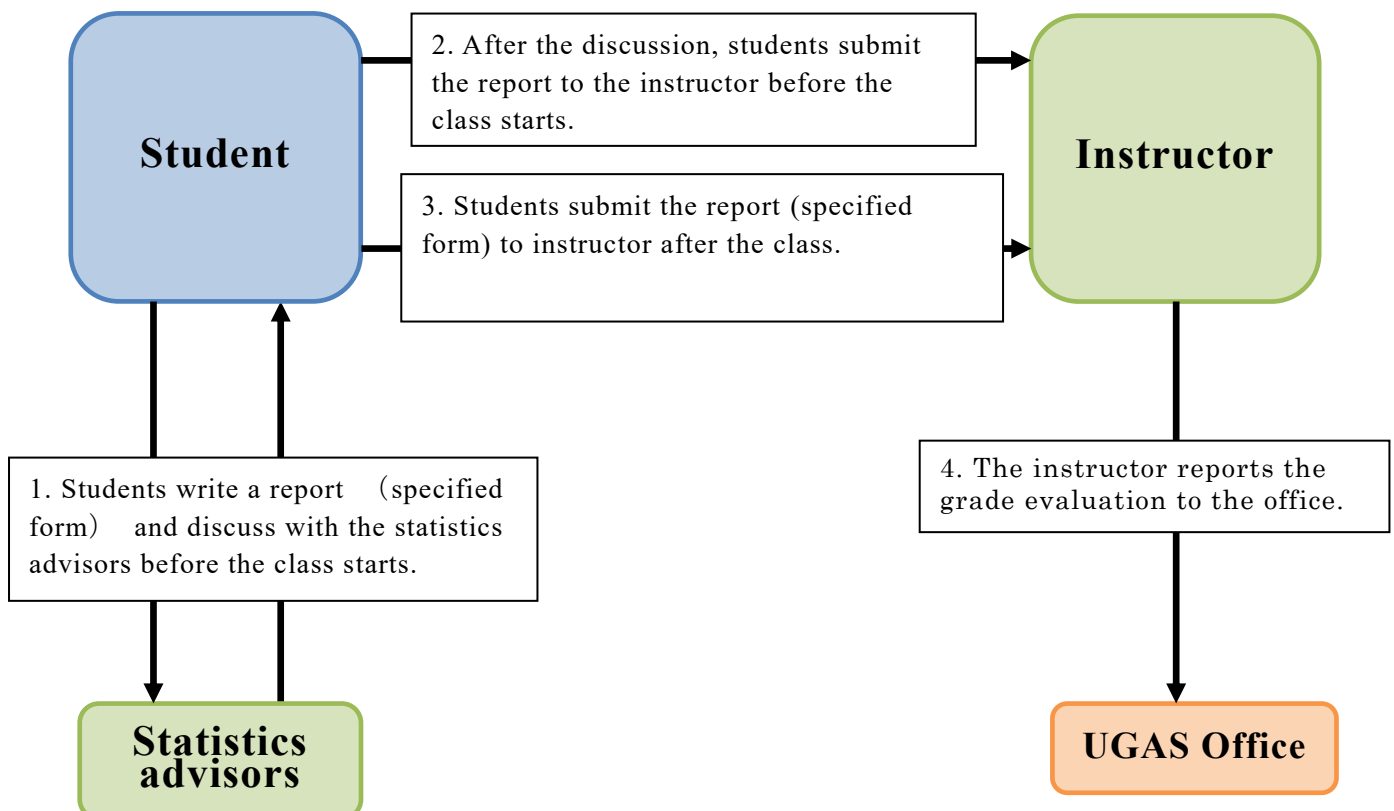 2. After the discussion, students submit
the report to the instructor before the
class starts.
Student
Instructor
3. Students submit the report (specified
form) to instructor after the class.
1. Students write a report （specified
form） and discuss with the statistics
advisors before the class starts.
4. The instructor reports the
grade evaluation to the office.
Statistics
advisors
UGAS Office